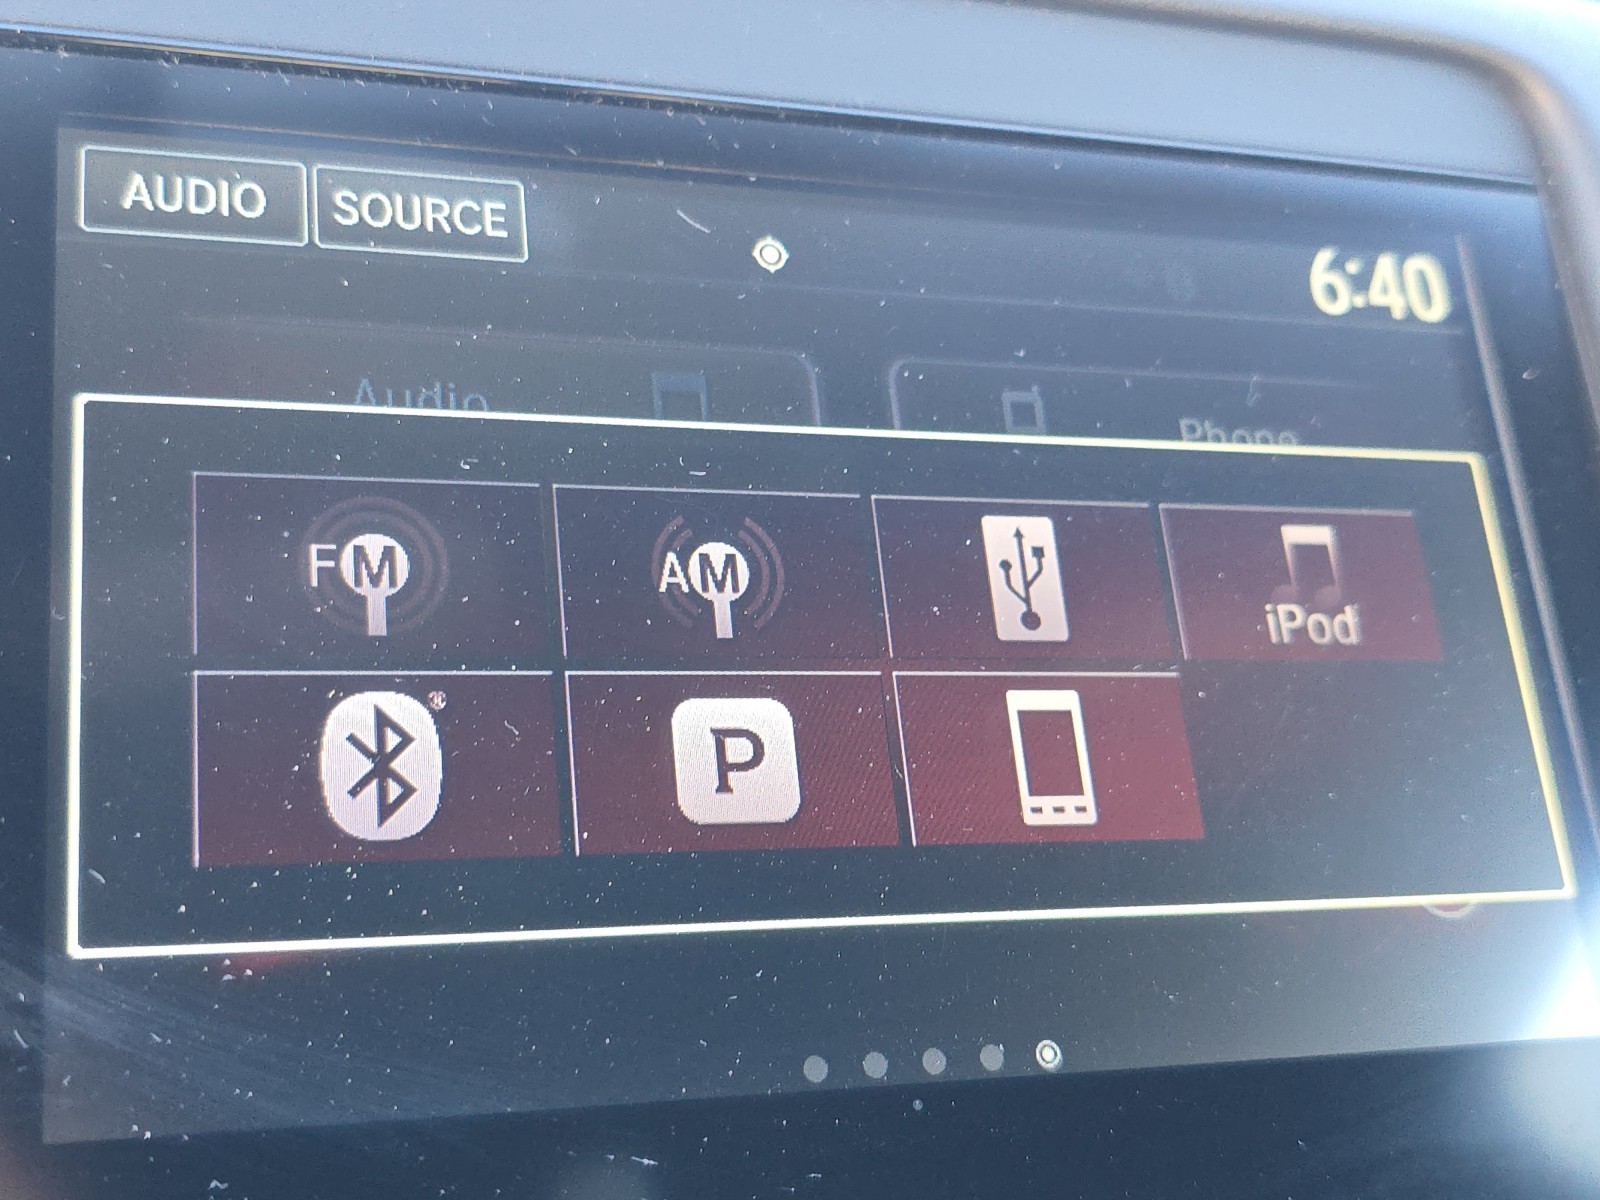 AUDIO SOURCE
6:40
Audio Phone
FM AM iPod
P